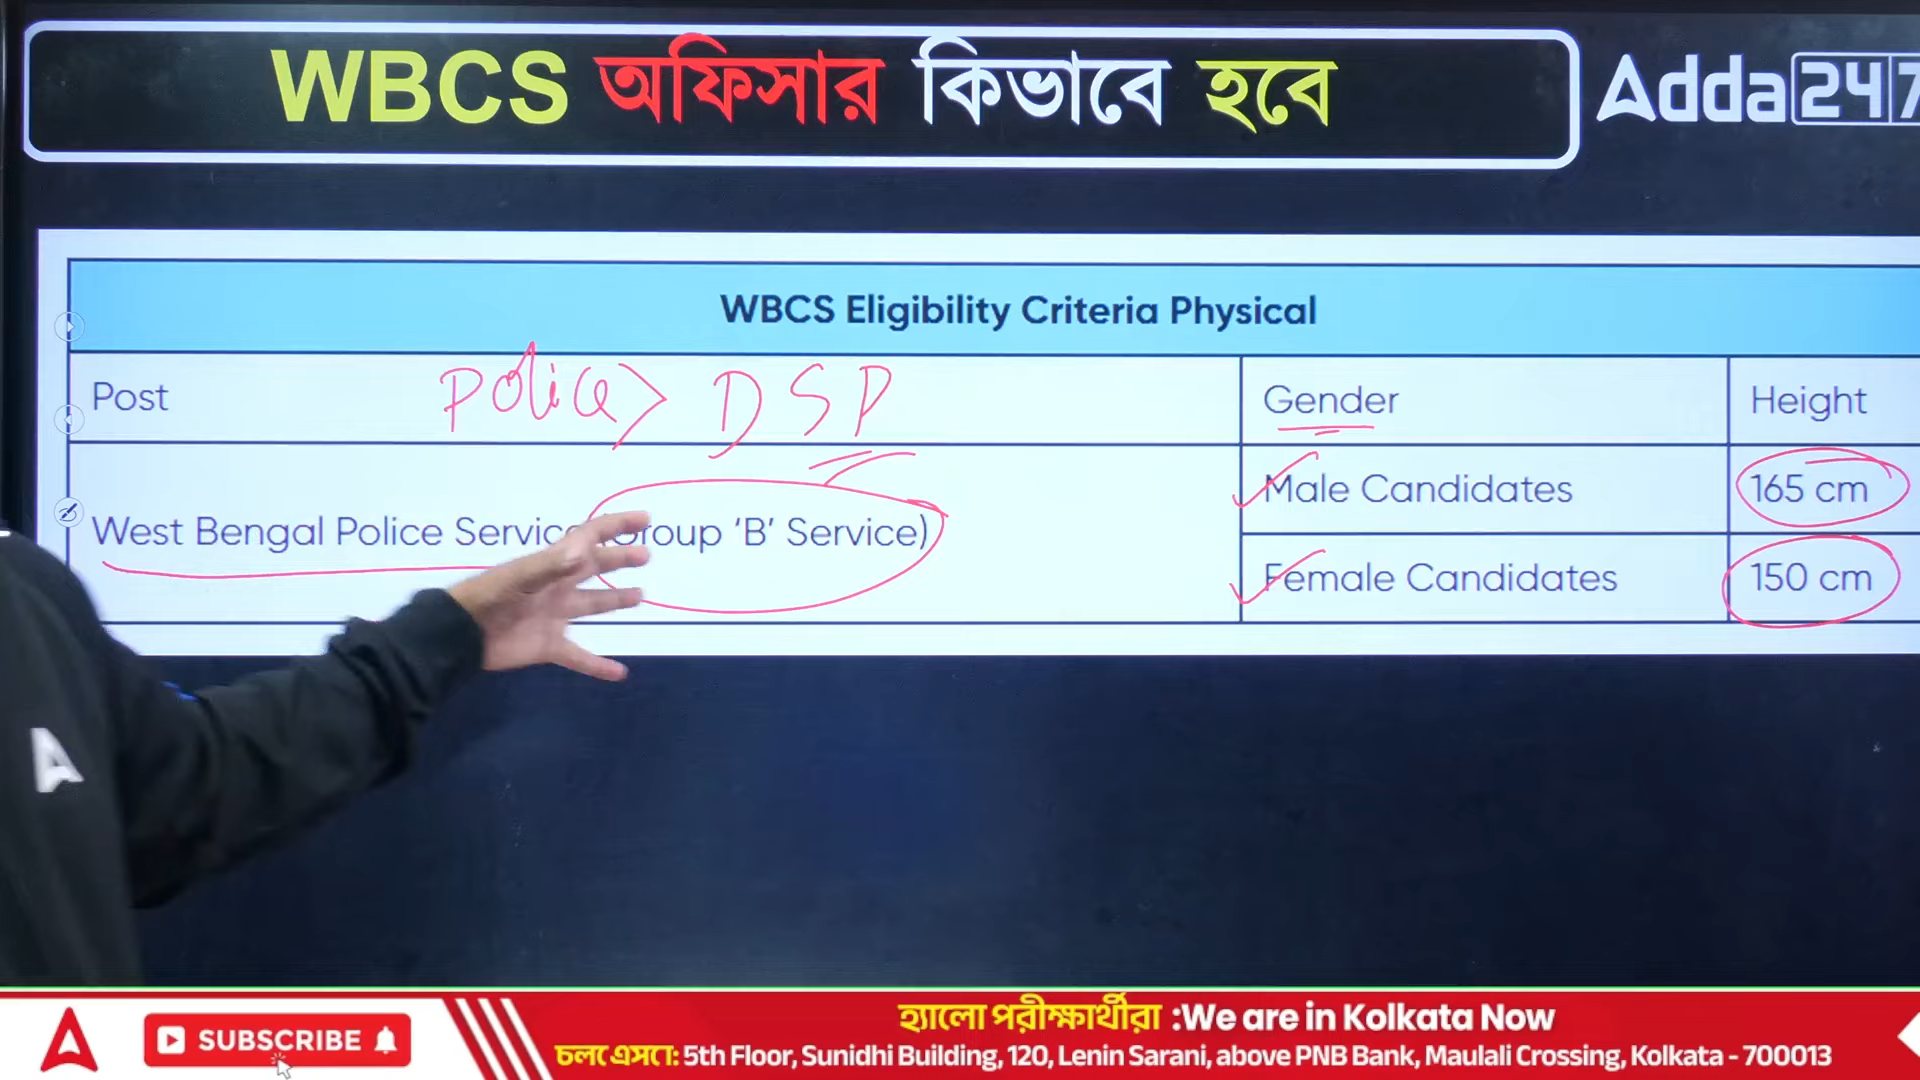 WBCS অফিসার কিভাবে হবে
Adda247
WBCS Eligibility Criteria Physical
Post
Police > DSP
Gender
Height
West Bengal Police Service (Group ‘B’ Service)
Male Candidates
165 cm
Female Candidates
150 cm
A
SUBSCRIBE
হ্যালো পরীক্ষার্থীরা :We are in Kolkata Now
চলে এসো: 5th Floor, Sunidhi Building, 120, Lenin Sarani, above PNB Bank, Maulali Crossing, Kolkata - 700013